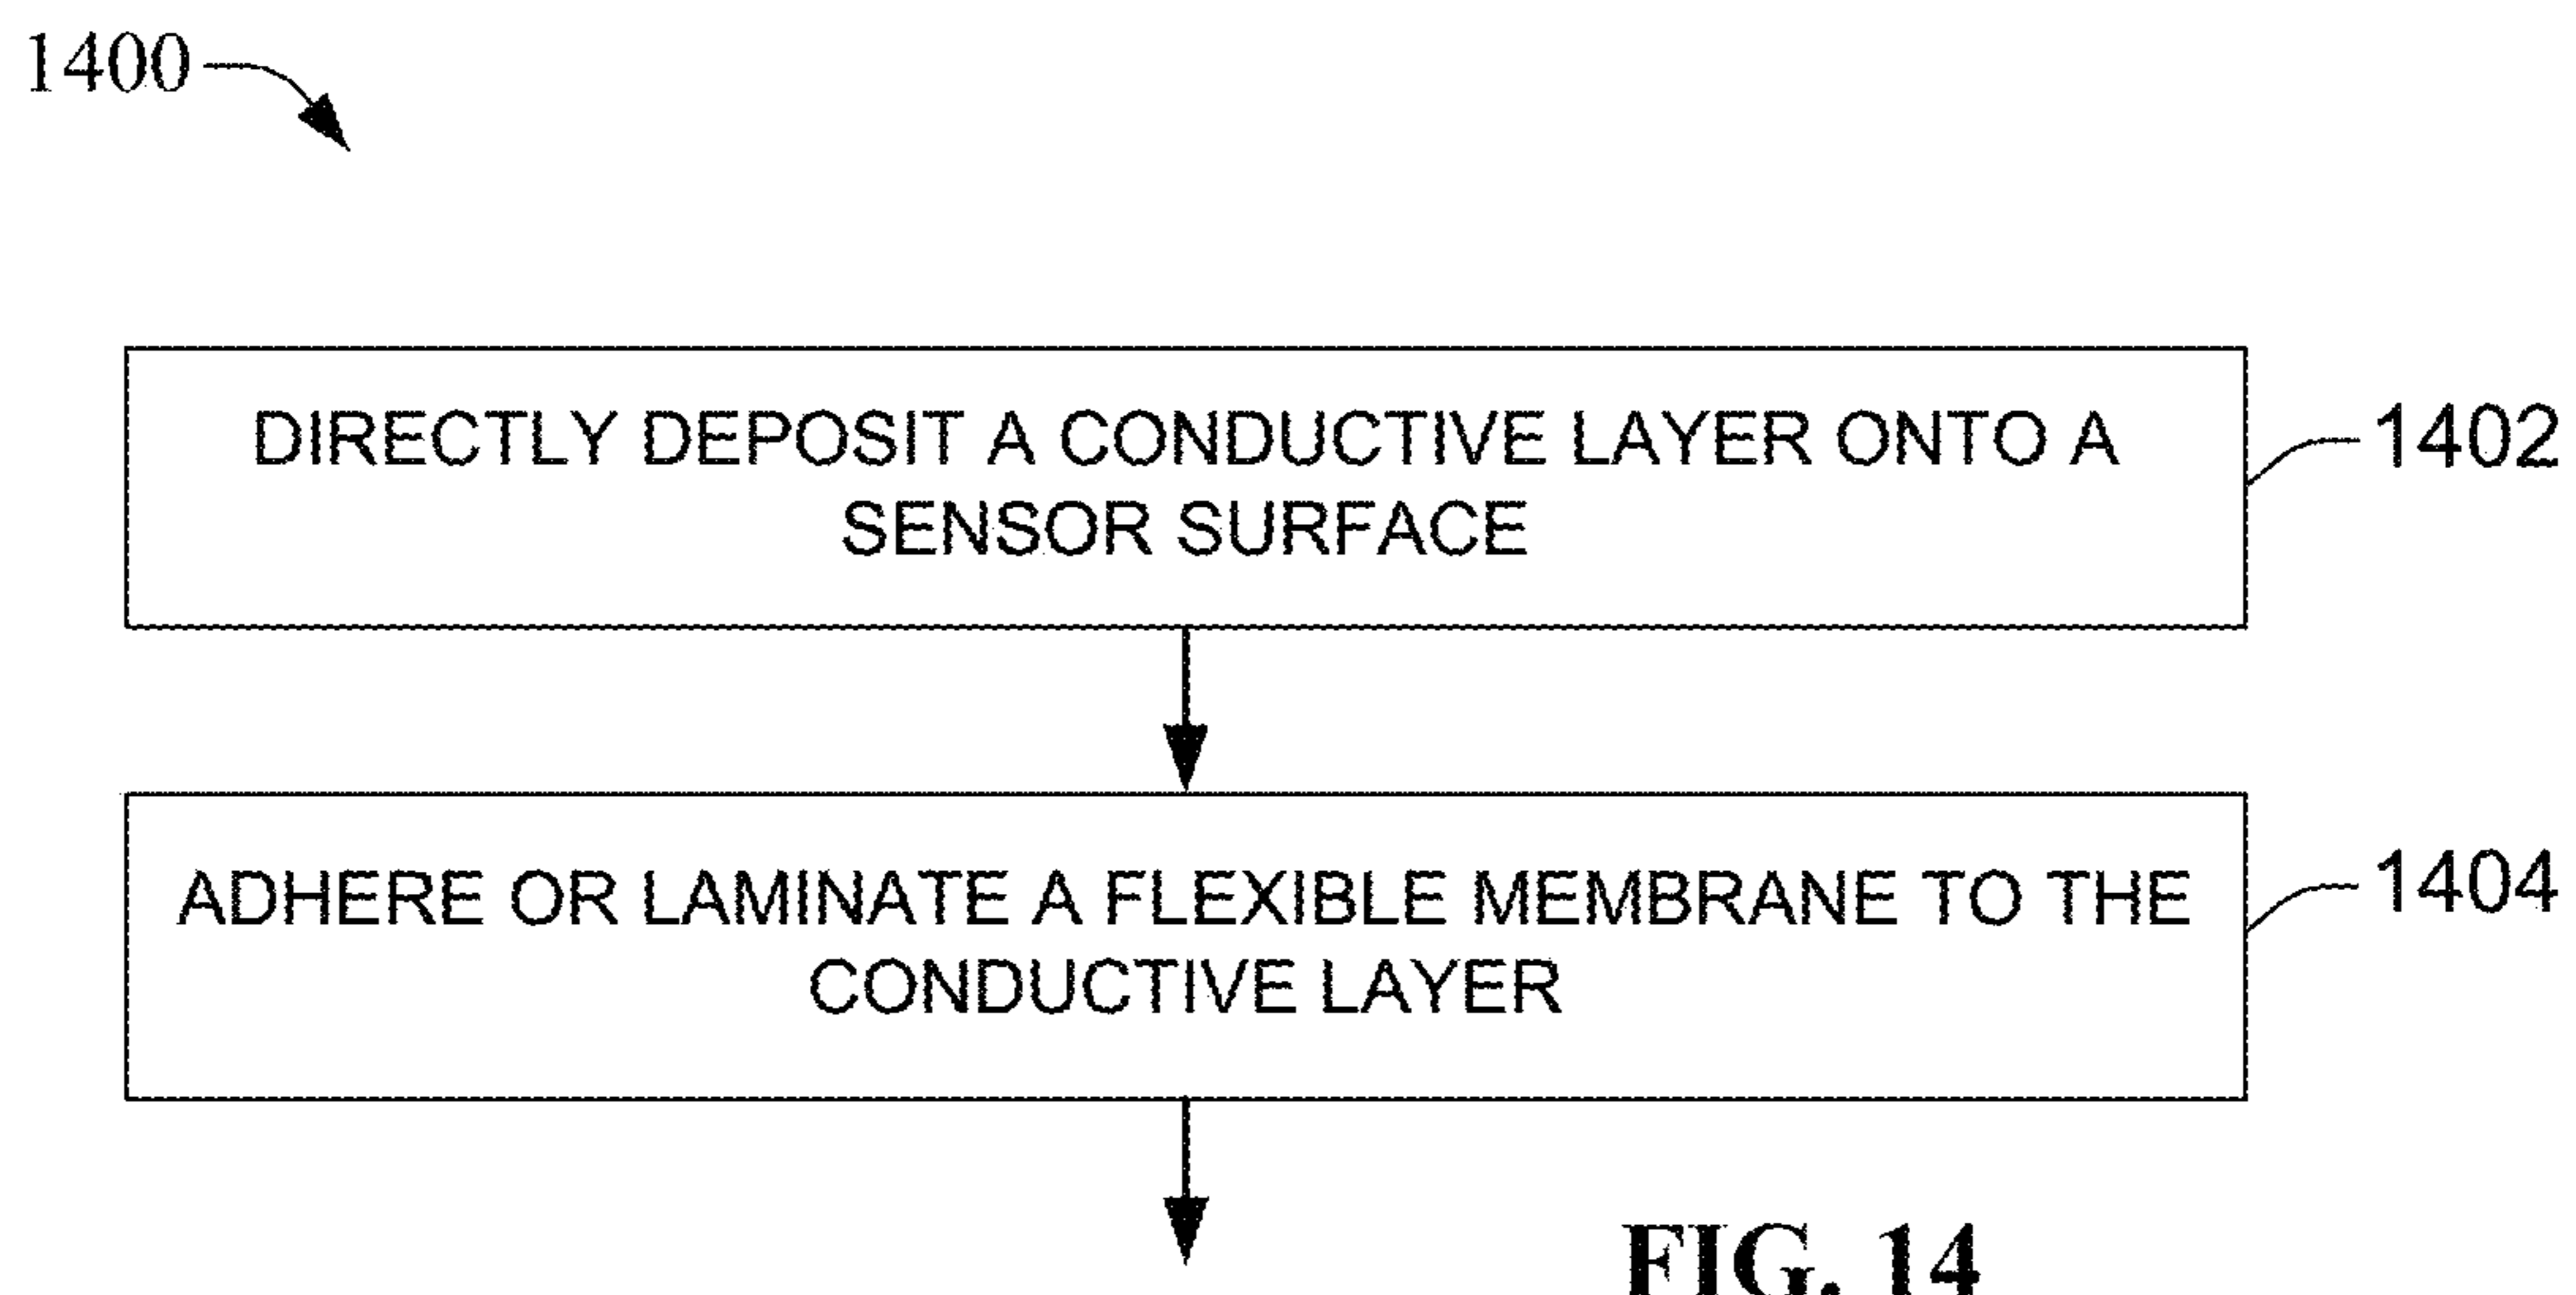 1400
DIRECTLY DEPOSIT A CONDUCTIVE LAYER ONTO A
SENSOR SURFACE
1402
ADHERE OR LAMINATE A FLEXIBLE MEMBRANE TO THE
CONDUCTIVE LAYER
1404
FIG. 14